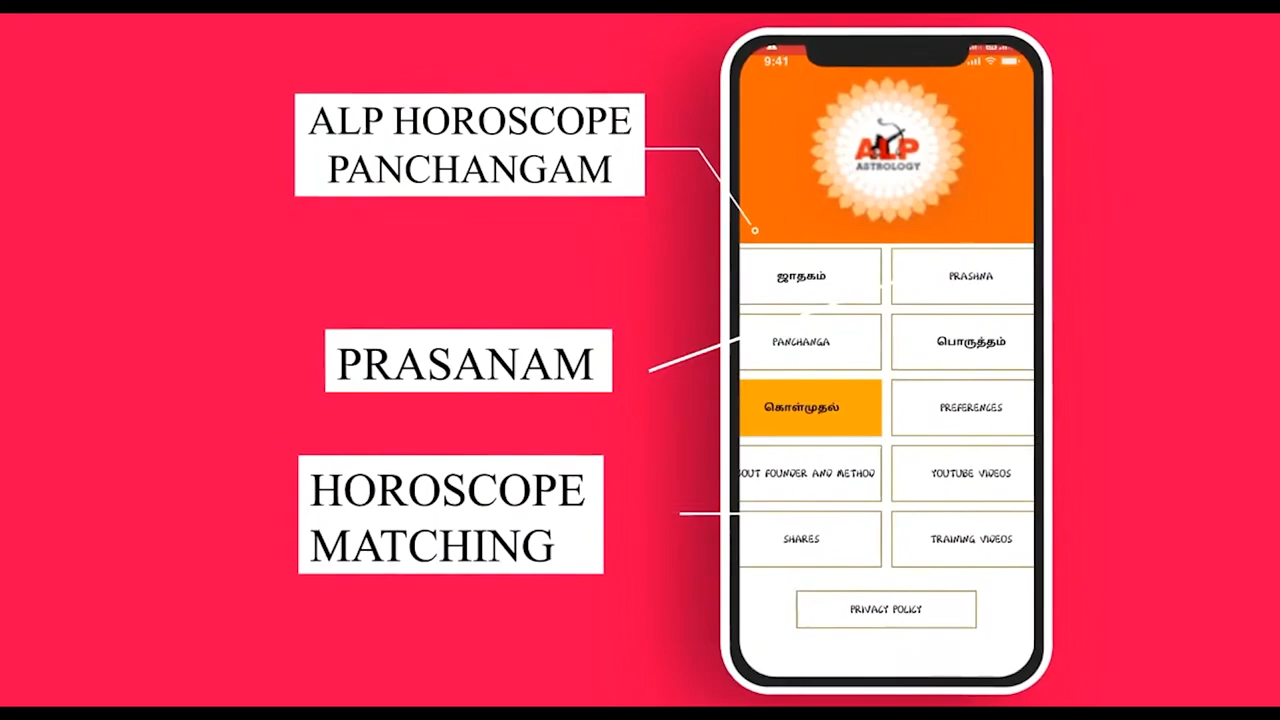 ALP HOROSCOPE
PANCHANGAM
PRASANAM
HOROSCOPE
MATCHING
9:41
ALP
ASTROLOGY
ஜாதகம்
PRASHNA
PANCHANGA
பொருத்தம்
கொள்முதல்
PREFERENCES
OUT FOUNDER AND METHOD
YOUTUBE VIDEOS
SHARES
TRAINING VIDEOS
PRIVACY POLICY